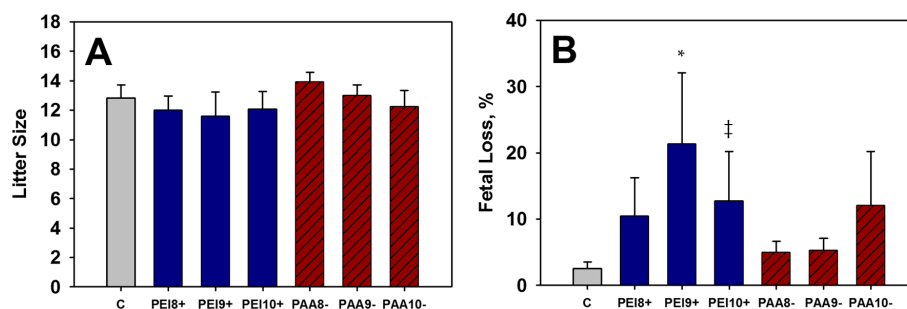 A
Litter Size
18
16
14
12
10
8
6
4
2
0
C PEI8+ PEI9+ PEI10+ PAA8- PAA9- PAA10-
B
Fetal Loss, %
40
30
20
10
0
*
‡
C PEI8+ PEI9+ PEI10+ PAA8- PAA9- PAA10-